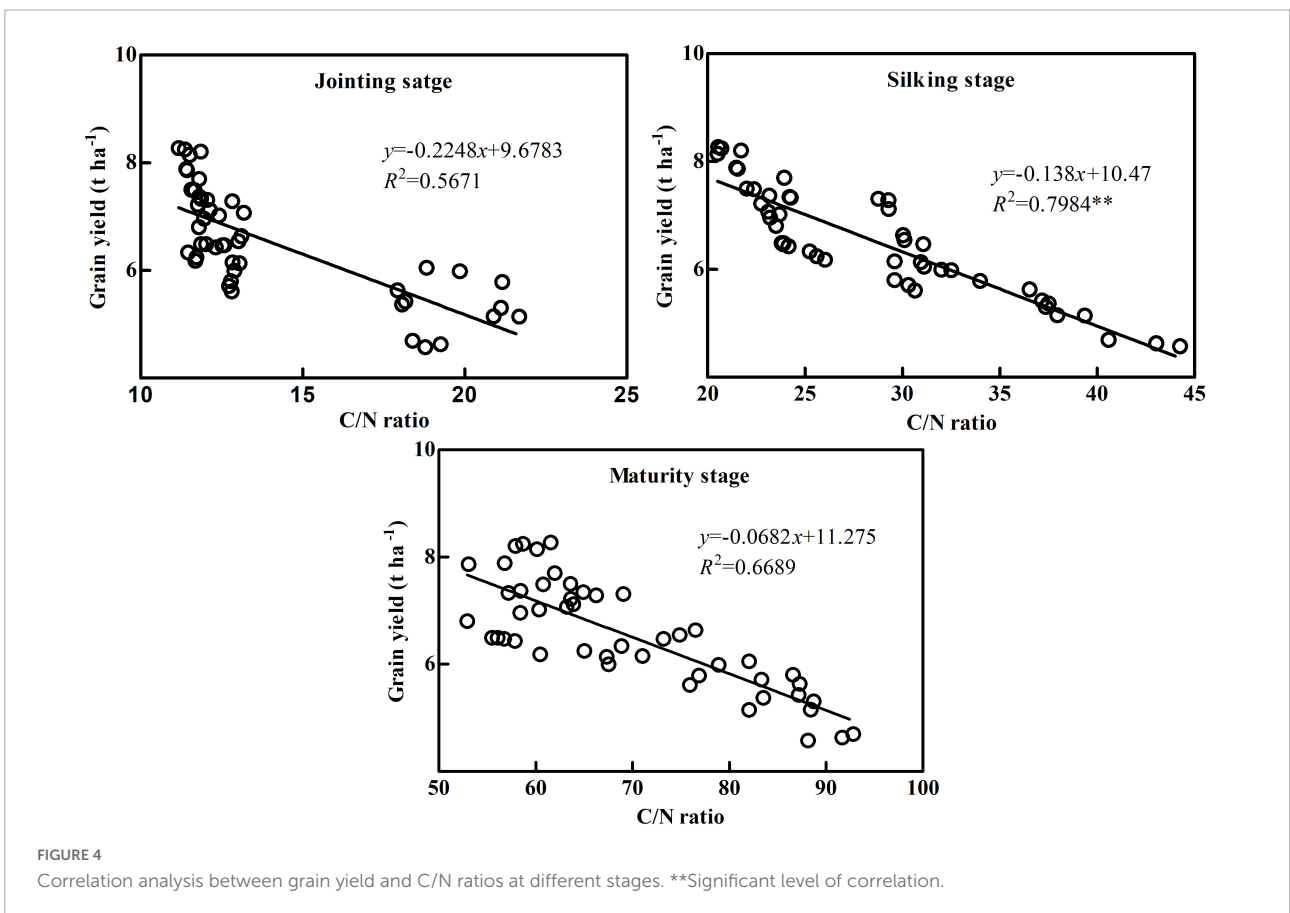 Jointing satge
y=-0.2248x+9.6783
R²=0.5671
Grain yield (t ha⁻¹)
10
8
6
10
15
20
25
C/N ratio
Silking stage
y=-0.138x+10.47
R²=0.7984**
Grain yield (t ha⁻¹)
10
8
6
20
25
30
35
40
45
C/N ratio
Maturity stage
y=-0.0682x+11.275
R²=0.6689
Grain yield (t ha⁻¹)
10
8
6
50
60
70
80
90
100
C/N ratio
FIGURE 4
Correlation analysis between grain yield and C/N ratios at different stages. **Significant level of correlation.